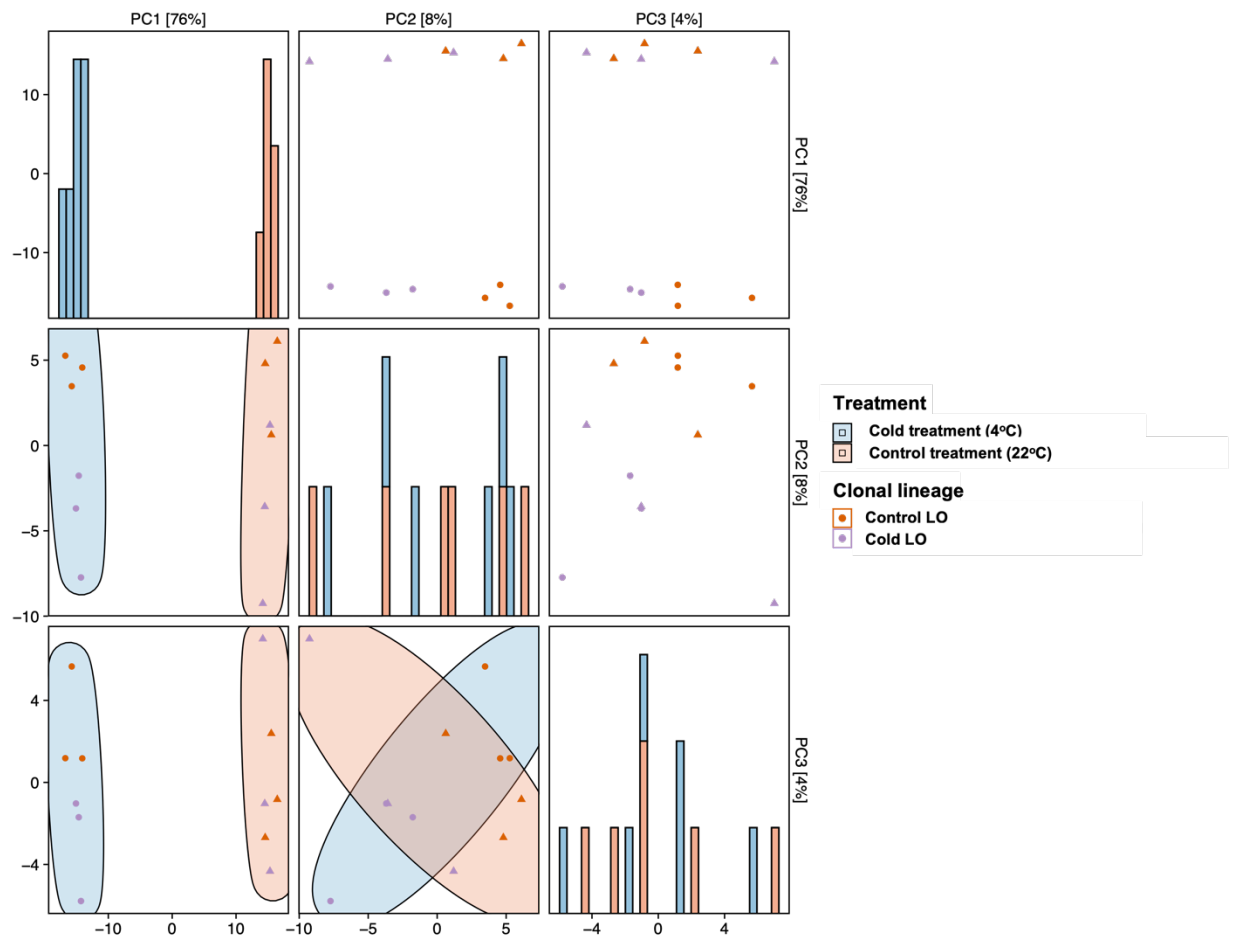 PC1 [76%]
PC2 [8%]
PC3 [4%]
10
0
−10
PC1 [76%]
5
0
−5
−10
PC2 [8%]
4
0
−4
PC3 [4%]
−10
0
10
−10
−5
0
5
−4
0
4
Treatment
Cold treatment (4ºC)
Control treatment (22ºC)
Clonal lineage
Control LO
Cold LO